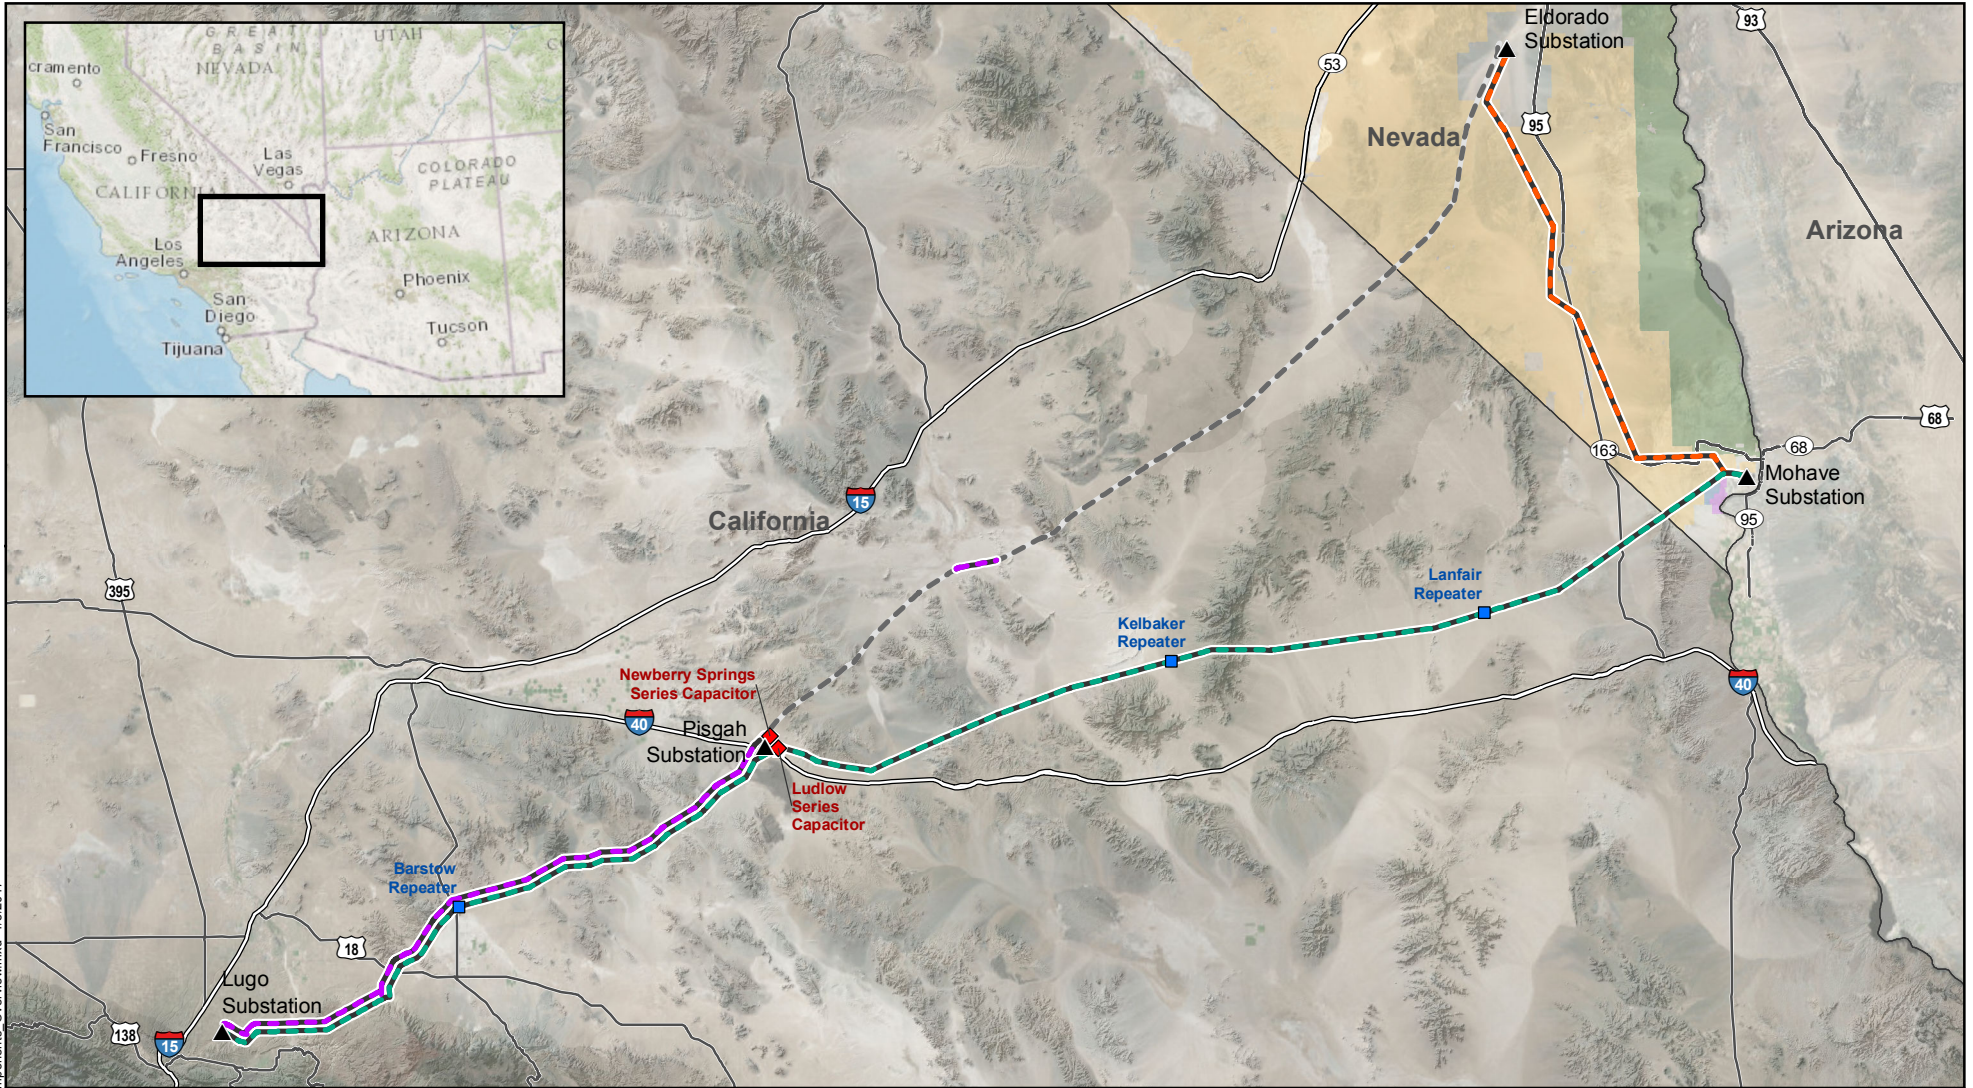 GREAT
BASIN
NEVADA
UTAH
cramento
San
Francisco
Fresno
Las
Vegas
CALIFORNIA
COLORADO
PLATEAU
Los
Angeles
ARIZONA
Phoenix
San
Diego
Tucson
Tijuana
Eldorado
Substation
93
53
95
Nevada
Arizona
68
163
68
Mohave
Substation
95
15
California
395
Lanfair
Repeater
Kelbaker
Repeater
40
Newberry Springs
Series Capacitor
40
Pisgah
Substation
Ludlow
Series
Capacitor
Barstow
Repeater
18
Lugo
Substation
138
15